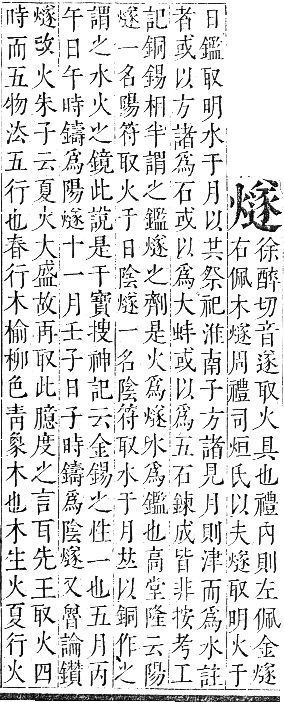 燧徐醉切音遂取火具也禮內則左佩金燧
右佩木燧周禮司烜氏以夫燧取明火于
日鑑取明水于月以共祭祀淮南子方諸見月則津而爲水註
者或以方諸爲石或以爲大蚌或以爲五石鍊成皆非按考工
記銅錫相半謂之鑑燧之劑是火爲燧水爲鑑也高堂隆云陽
燧一名陽符取火于日陰燧一名陰符取水于月𠀤以銅作之
謂之水火之鏡此說是干寶搜神記云金錫之性一也五月丙
午日午時鑄爲陽燧十一月壬子日子時鑄爲陰燧又魯論鑽
燧改火朱子云夏火大盛故再取此臆度之言耳先王取火四
時而五物法五行也春行木榆柳色靑象木也木生火夏行火